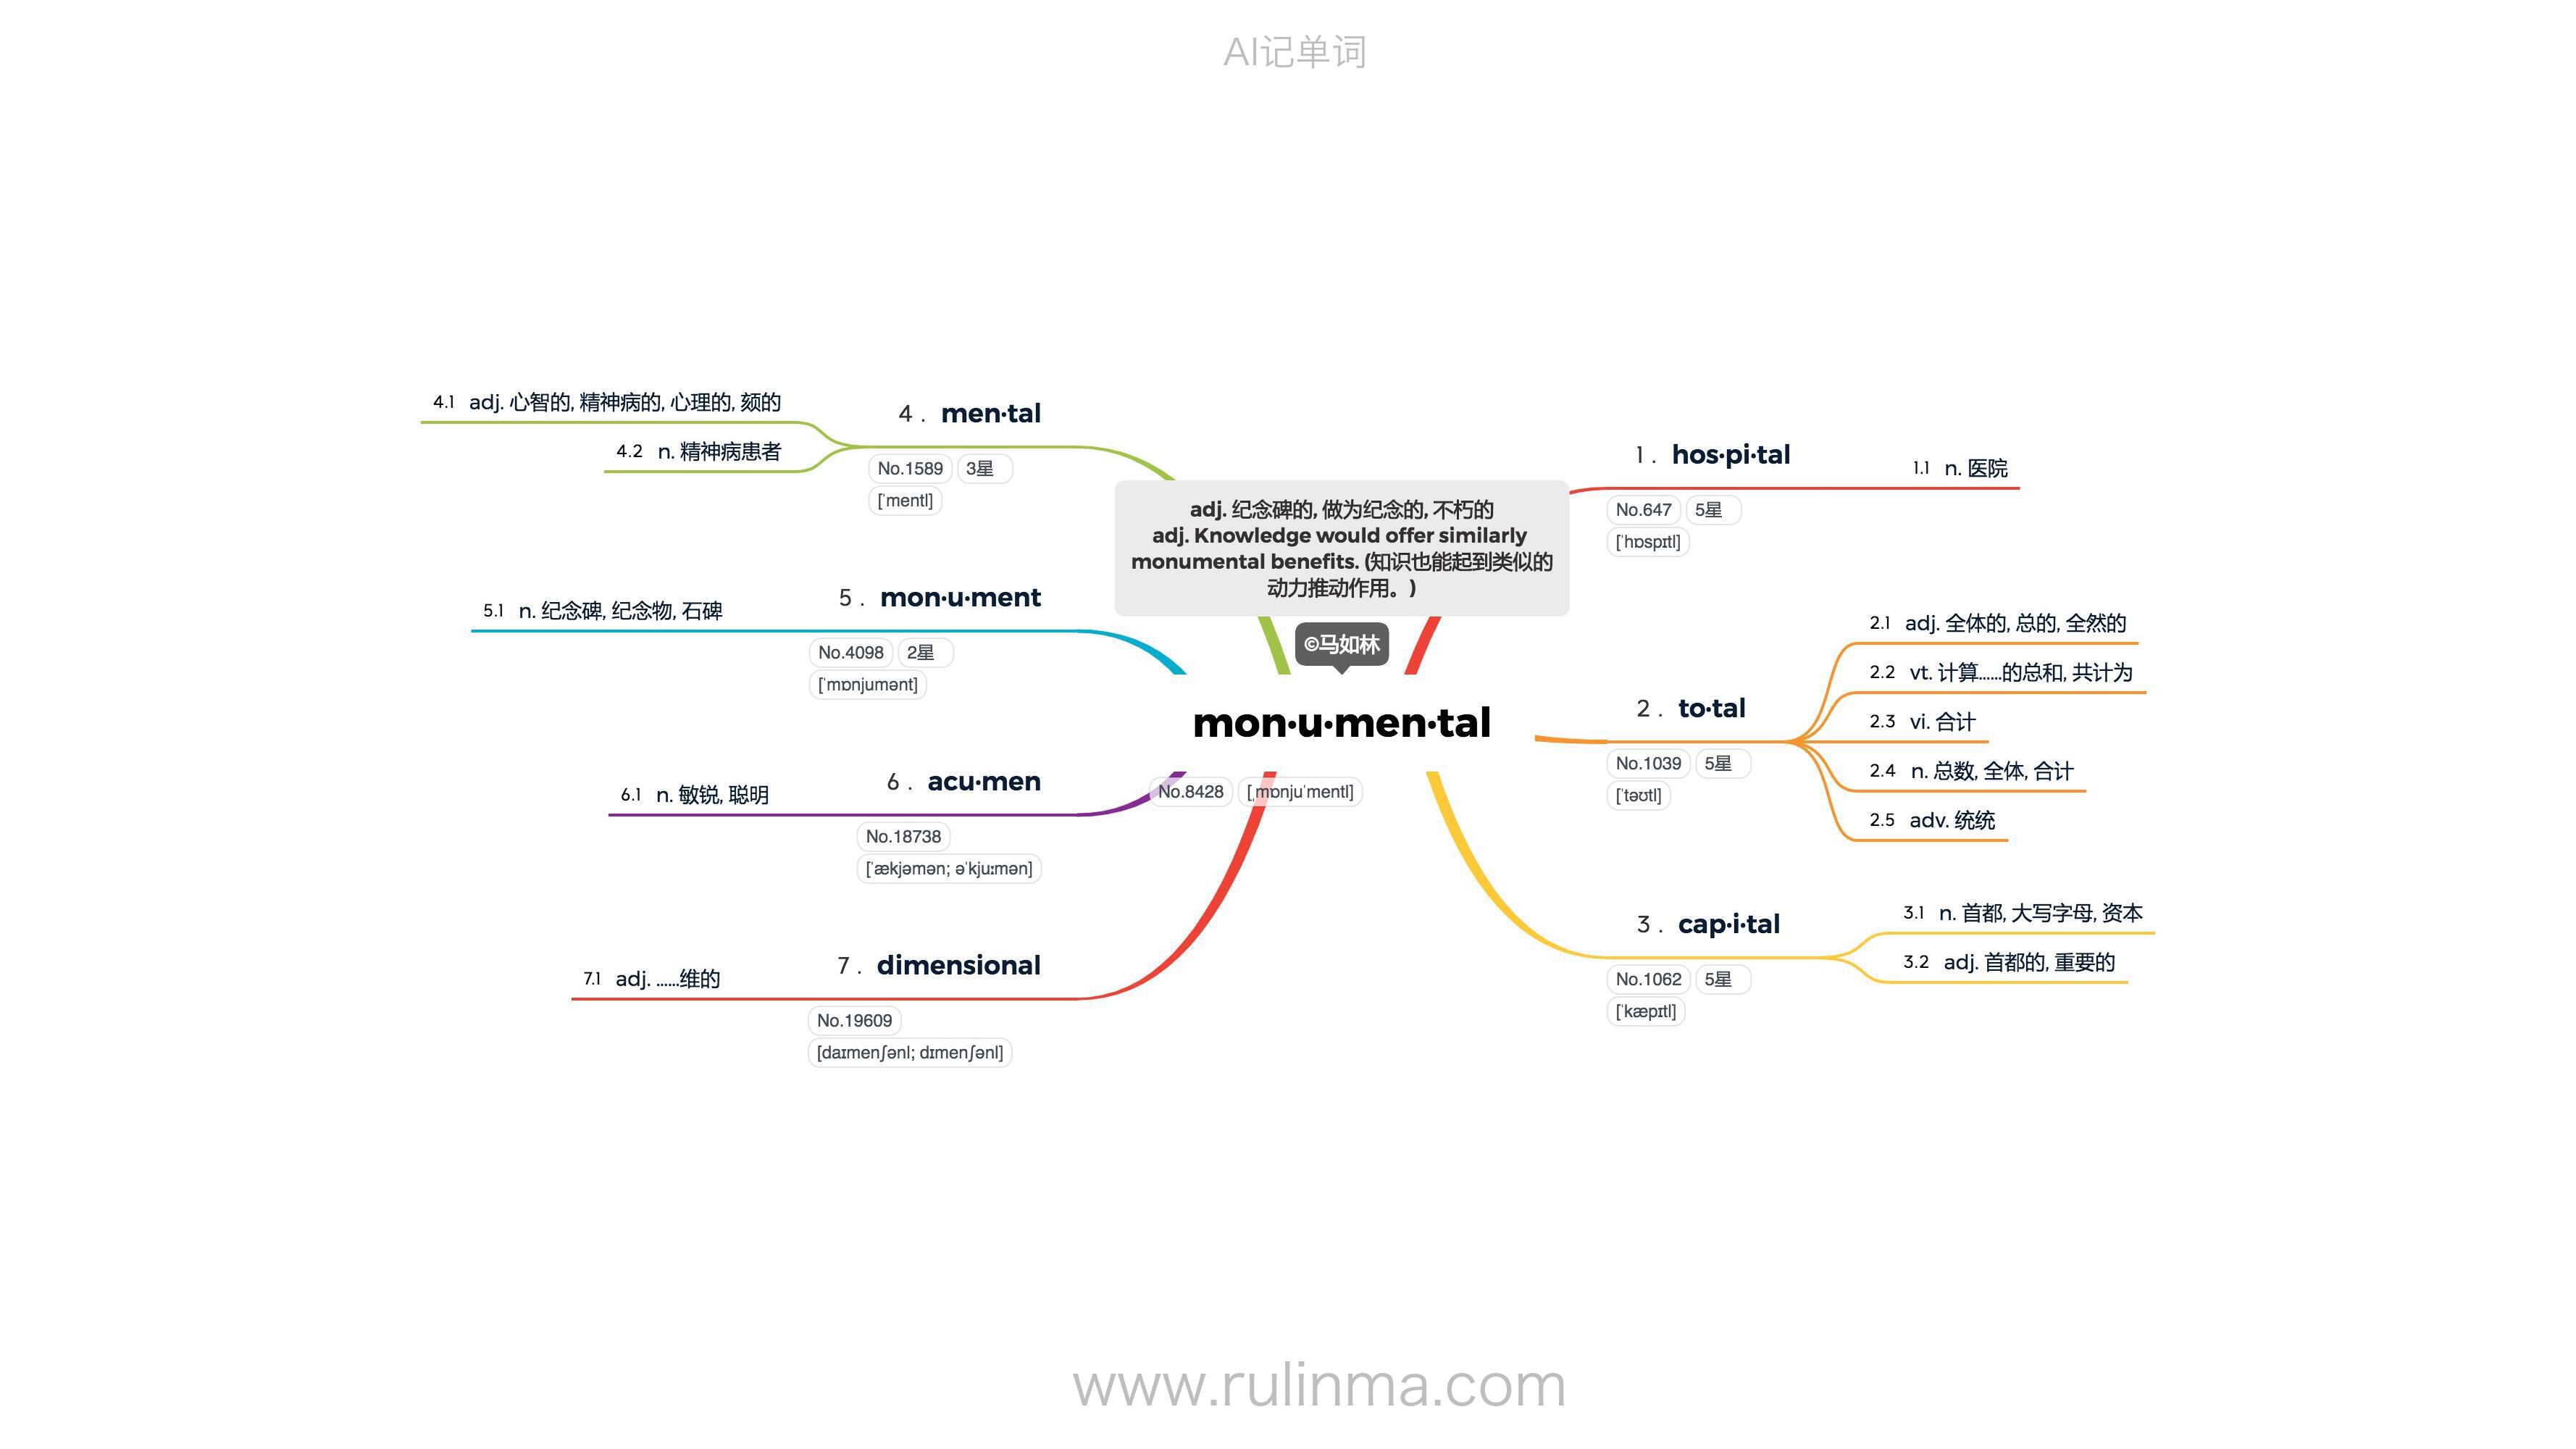 AI记单词
adj. 纪念碑的, 做为纪念的, 不朽的
adj. Knowledge would offer similarly
monumental benefits. (知识也能起到类似的
动力推动作用。)
©马如林
mon·u·men·tal
No.8428 [ˌmɒnjuˈmentl]
1 . hos·pi·tal
No.647 5星
[ˈhɒspɪtl]
1.1 n. 医院
2 . to·tal
No.1039 5星
[ˈtəʊtl]
2.1 adj. 全体的, 总的, 全然的
2.2 vt. 计算……的总和, 共计为
2.3 vi. 合计
2.4 n. 总数, 全体, 合计
2.5 adv. 统统
3 . cap·i·tal
No.1062 5星
[ˈkæpɪtl]
3.1 n. 首都, 大写字母, 资本
3.2 adj. 首都的, 重要的
4 . men·tal
No.1589 3星
[ˈmentl]
4.1 adj. 心智的, 精神病的, 心理的, 颏的
4.2 n. 精神病患者
5 . mon·u·ment
No.4098 2星
[ˈmɒnjumənt]
5.1 n. 纪念碑, 纪念物, 石碑
6 . acu·men
No.18738
[ˈækjəmən; əˈkjuːmən]
6.1 n. 敏锐, 聪明
7 . dimensional
No.19609
[daɪmenʃənl; dɪmenʃənl]
7.1 adj. ……维的
www.rulinma.com